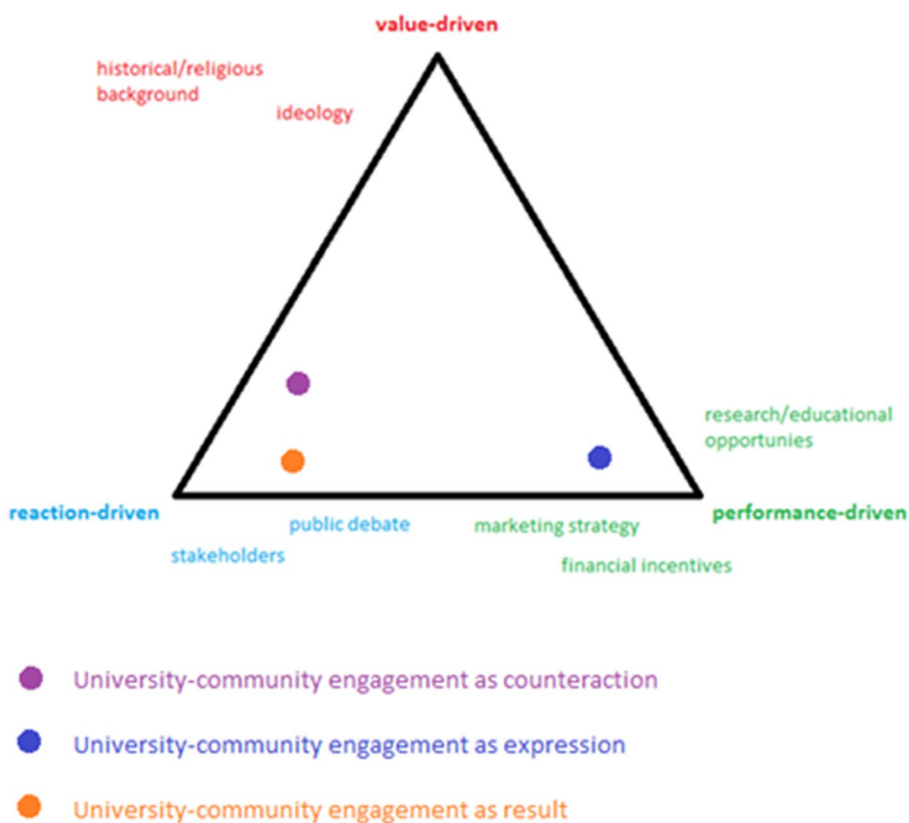 value-driven
historical/religious
background
ideology
research/educational
opportunies
reaction-driven
public debate
marketing strategy
performance-driven
stakeholders
financial incentives
University-community engagement as counteraction
University-community engagement as expression
University-community engagement as result